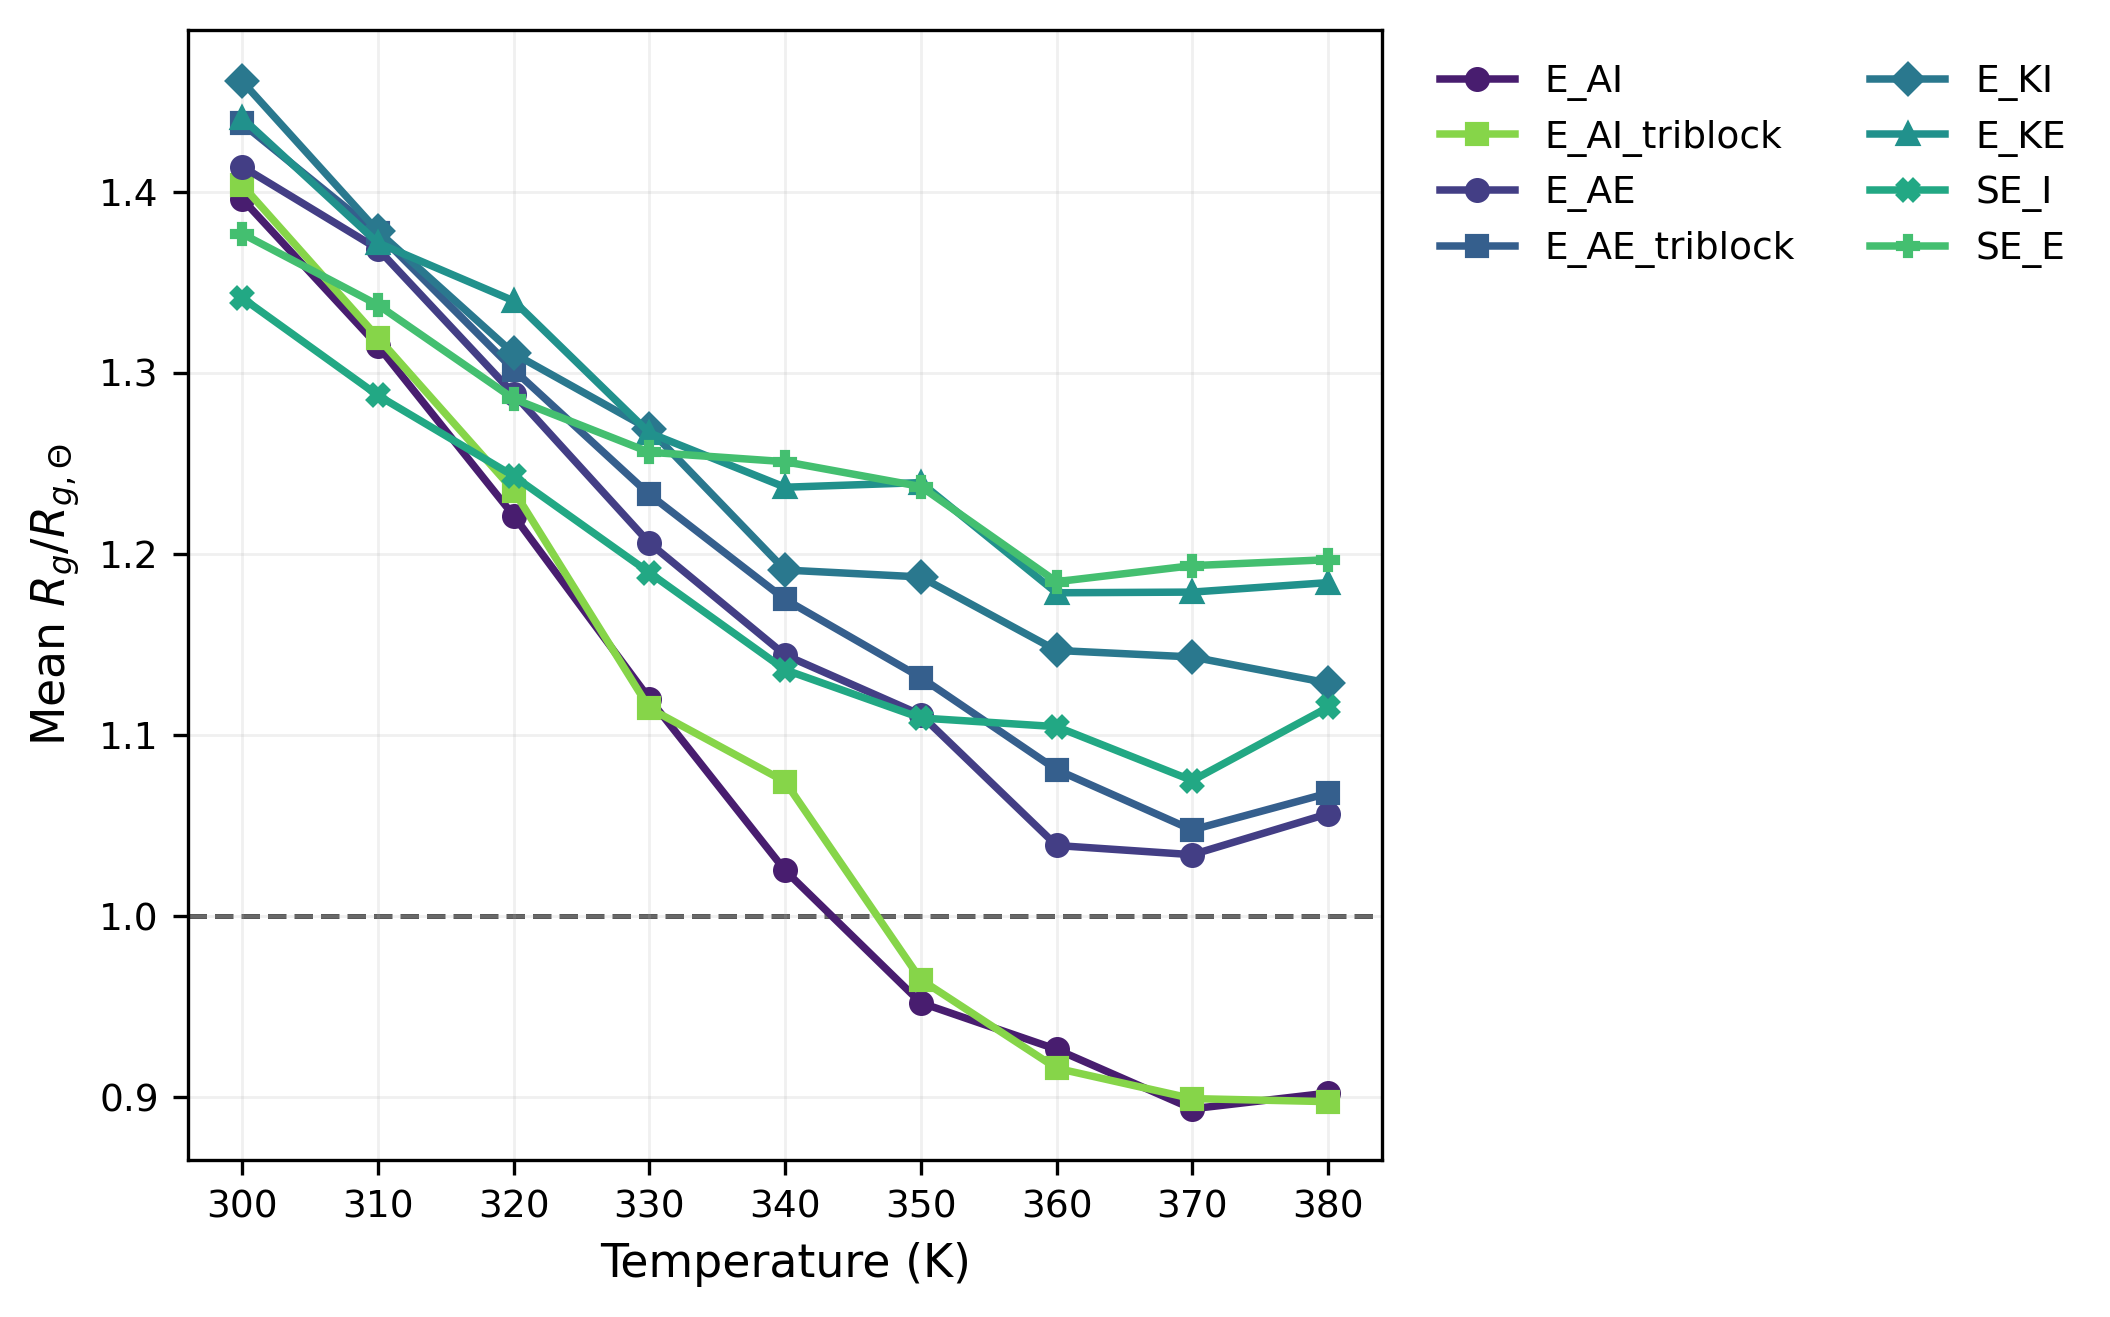 E_AI
E_AI_triblock
E_AE
E_AE_triblock
E_KI
E_KE
SE_I
SE_E
Mean R_g/R_{g,Θ}
1.4
1.3
1.2
1.1
1.0
0.9
300 310 320 330 340 350 360 370 380
Temperature (K)